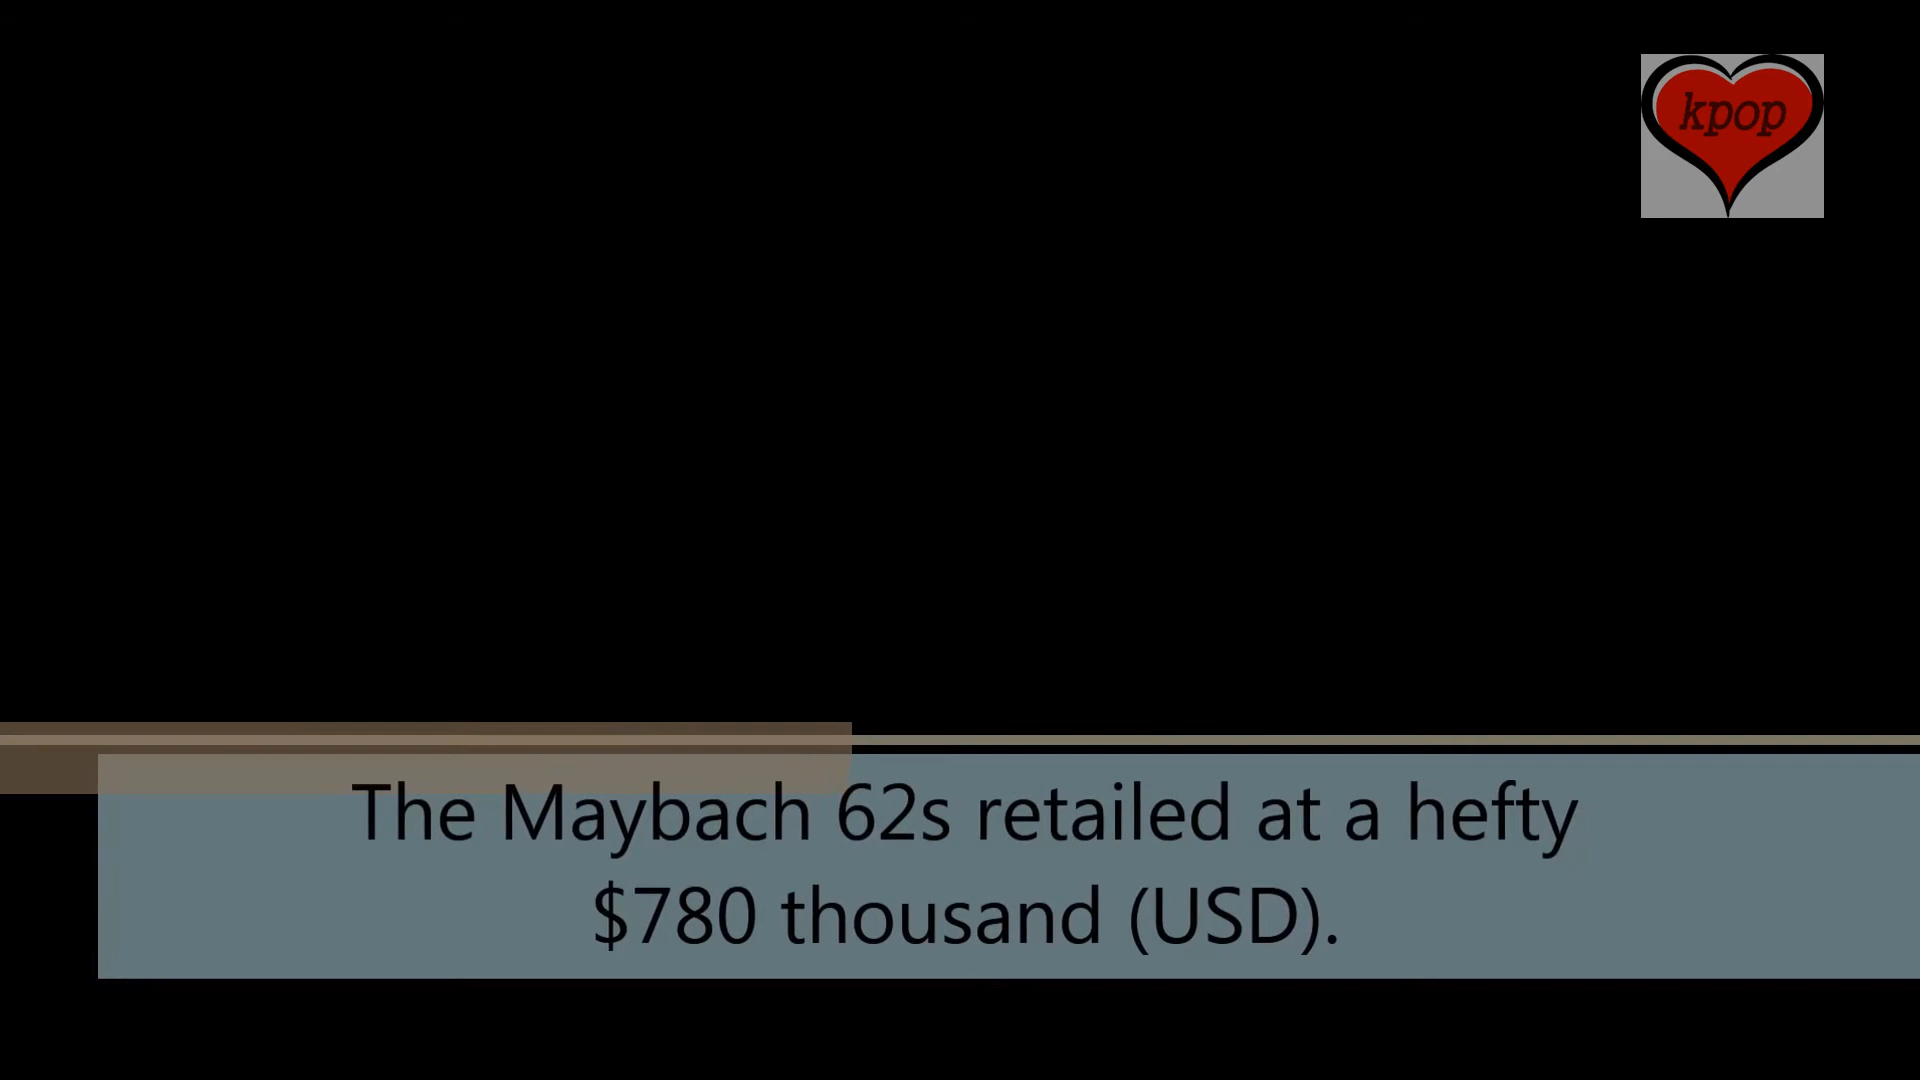 kpop
The Maybach 62s retailed at a hefty
$780 thousand (USD).